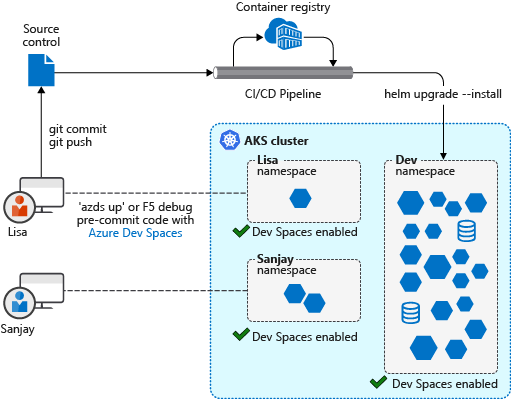 Container registry
Source
control
CI/CD Pipeline
helm upgrade --install
git commit
git push
AKS cluster
Lisa
namespace
Dev
namespace
'azds up' or F5 debug
pre-commit code with
Azure Dev Spaces
Lisa
Dev Spaces enabled
Sanjay
namespace
Sanjay
Dev Spaces enabled
Dev Spaces enabled